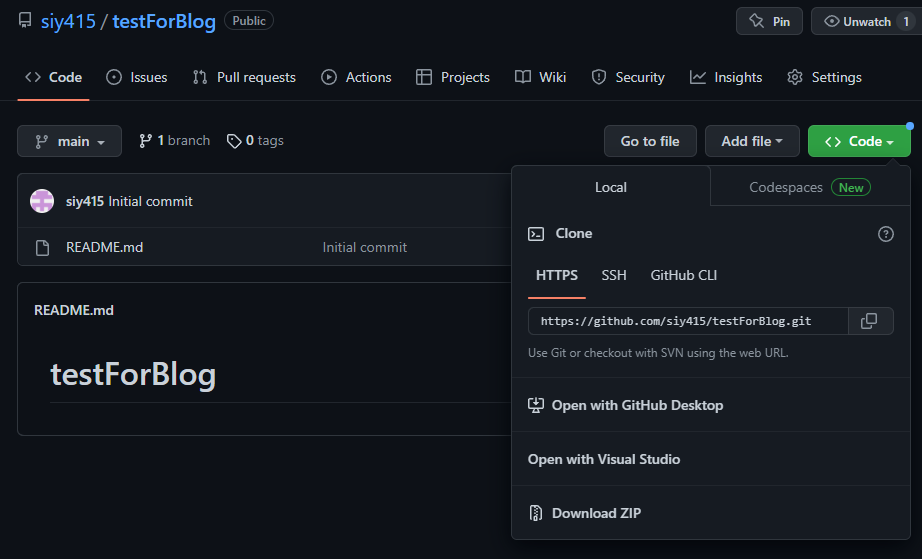 siy415 / testForBlog Public Pin Unwatch 1
Code Issues Pull requests Actions Projects Wiki Security Insights Settings
main 1 branch 0 tags Go to file Add file Code
siy415 Initial commit
README.md Initial commit
README.md
testForBlog
Local Codespaces New
Clone
HTTPS SSH GitHub CLI
https://github.com/siy415/testForBlog.git
Use Git or checkout with SVN using the web URL.
Open with GitHub Desktop
Open with Visual Studio
Download ZIP